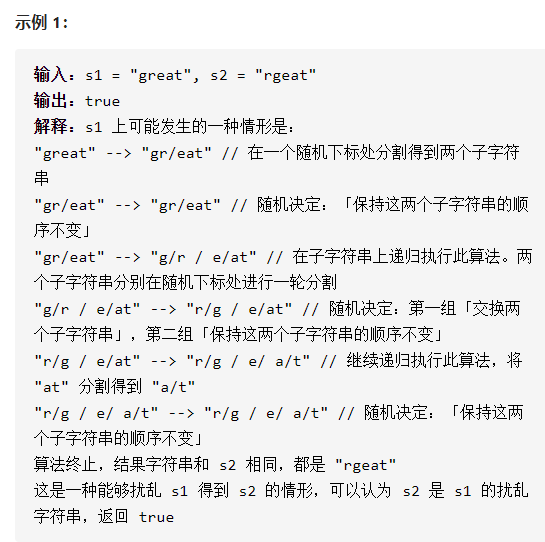 示例 1：
输入：s1 = "great", s2 = "rgeat"
输出：true
解释：s1 上可能发生的一种情形是：
"great" --> "gr/eat" // 在一个随机下标处分割得到两个子字符
串
"gr/eat" --> "gr/eat" // 随机决定：「保持这两个子字符串的顺
序不变」
"gr/eat" --> "g/r / e/at" // 在子字符串上递归执行此算法。两
个子字符串分别在随机下标处进行一轮分割
"g/r / e/at" --> "r/g / e/at" // 随机决定：第一组「交换两
个子字符串」，第二组「保持这两个子字符串的顺序不变」
"r/g / e/at" --> "r/g / e/ a/t" // 继续递归执行此算法，将
"at" 分割得到 "a/t"
"r/g / e/ a/t" --> "r/g / e/ a/t" // 随机决定：「保持这两
个子字符串的顺序不变」
算法终止，结果字符串和 s2 相同，都是 "rgeat"
这是一种能够扰乱 s1 得到 s2 的情形，可以认为 s2 是 s1 的扰乱
字符串，返回 true